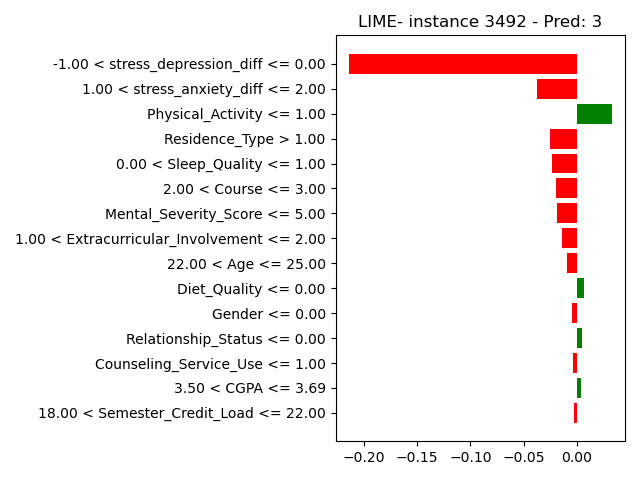 LIME- instance 3492 - Pred: 3
-1.00 < stress_depression_diff <= 0.00
1.00 < stress_anxiety_diff <= 2.00
Physical_Activity <= 1.00
Residence_Type > 1.00
0.00 < Sleep_Quality <= 1.00
2.00 < Course <= 3.00
Mental_Severity_Score <= 5.00
1.00 < Extracurricular_Involvement <= 2.00
22.00 < Age <= 25.00
Diet_Quality <= 0.00
Gender <= 0.00
Relationship_Status <= 0.00
Counseling_Service_Use <= 1.00
3.50 < CGPA <= 3.69
18.00 < Semester_Credit_Load <= 22.00
−0.20 −0.15 −0.10 −0.05 0.00